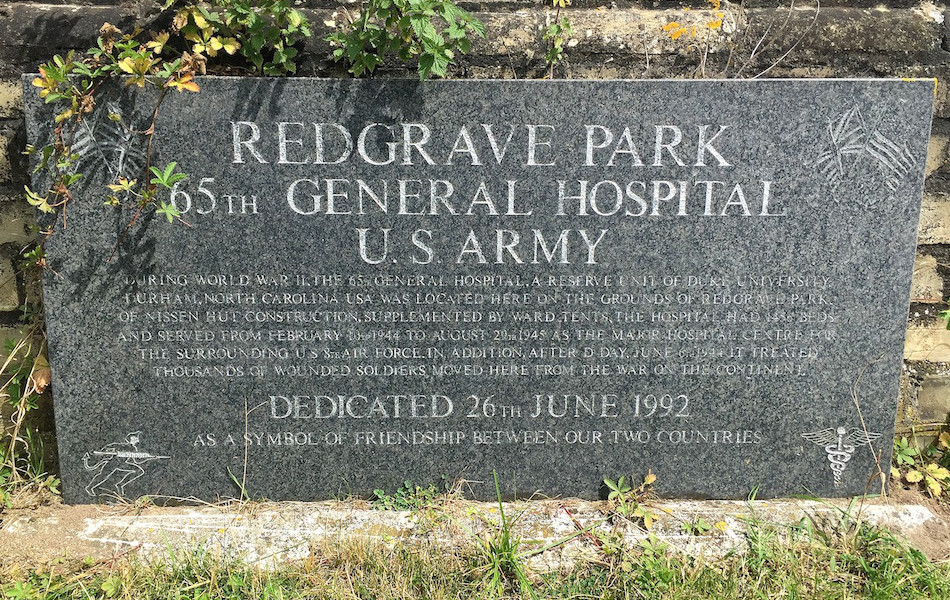 REDGRAVE PARK
65TH GENERAL HOSPITAL
U.S ARMY
DURING WORLD WAR II, THE 65TH GENERAL HOSPITAL, A RESERVE UNIT OF DUKE UNIVERSITY
DURHAM, NORTH CAROLINA USA WAS LOCATED HERE ON THE GROUNDS OF REDGRAVE PARK.
OF NISSEN HUT CONSTRUCTION, SUPPLEMENTED BY WARD TENTS, THE HOSPITAL HAD BEDS
AND SERVED FROM FEBRUARY 1944 TO AUGUST 1945 AS THE MAJOR HOSPITAL CENTRE FOR
THE SURROUNDING U.S 8TH AIR FORCE. IN ADDITION, AFTER D DAY, JUNE 6TH 1944 IT TREATED
THOUSANDS OF WOUNDED SOLDIERS MOVED HERE FROM THE WAR ON THE CONTINENT
DEDICATED 26TH JUNE 1992
AS A SYMBOL OF FRIENDSHIP BETWEEN OUR TWO COUNTRIES